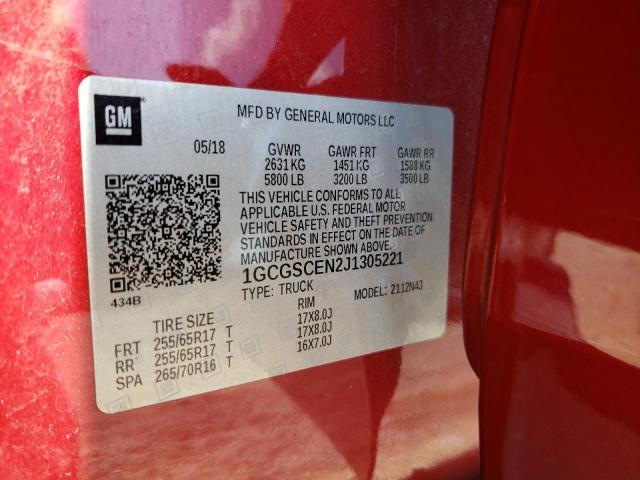 GM
MFD BY GENERAL MOTORS LLC
05/18 GVWR GAWR FRT GAWR RR
2631 KG 1451 KG 1588 KG
5800 LB 3200 LB 3500 LB
THIS VEHICLE CONFORMS TO ALL
APPLICABLE U.S. FEDERAL MOTOR
VEHICLE SAFETY AND THEFT PREVENTION
STANDARDS IN EFFECT ON THE DATE OF
MANUFACTURE SHOWN ABOVE.
1GCGSCEN2J1305221
434B TYPE: TRUCK MODEL: 2112N43
TIRE SIZE RIM
FRT 255/65R17 T 17X8.0J
RR 255/65R17 T 17X8.0J
SPA 265/70R16 T 16X7.0J